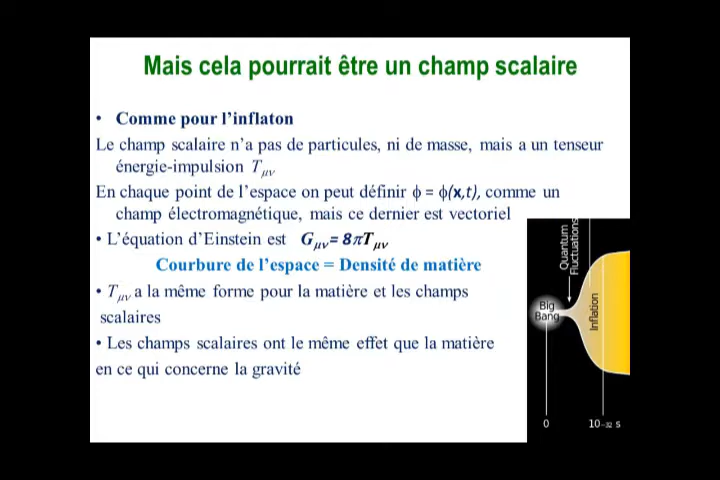 Mais cela pourrait être un champ scalaire
• Comme pour l'inflaton
Le champ scalaire n'a pas de particules, ni de masse, mais a un tenseur
énergie-impulsion Tμν
En chaque point de l'espace on peut définir ϕ = ϕ(x,t), comme un
champ électromagnétique, mais ce dernier est vectoriel
• L'équation d'Einstein est Gμν= 8πTμν
Courbure de l'espace = Densité de matière
• Tμν a la même forme pour la matière et les champs
scalaires
• Les champs scalaires ont le même effet que la matière
en ce qui concerne la gravité
Quantum
Fluctuations
Big
Bang
Inflation
0
10-32 s